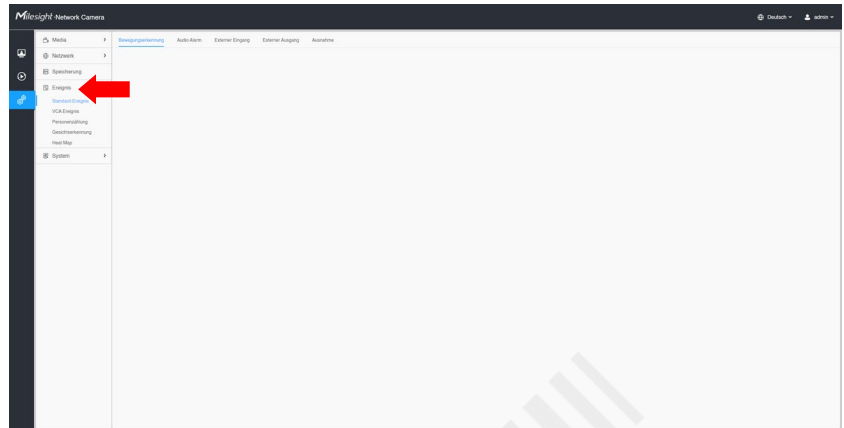 Milesight-Network Camera
Deutsch
admin
Media
Bewegungserkennung Audio Alarm Externer Eingang Externer Ausgang Ausnahme
Netzwerk
Speicherung
Ereignis
Standard Ereignis
VCA Ereignis
Personenzählung
Gesichtserkennung
Heat Map
System